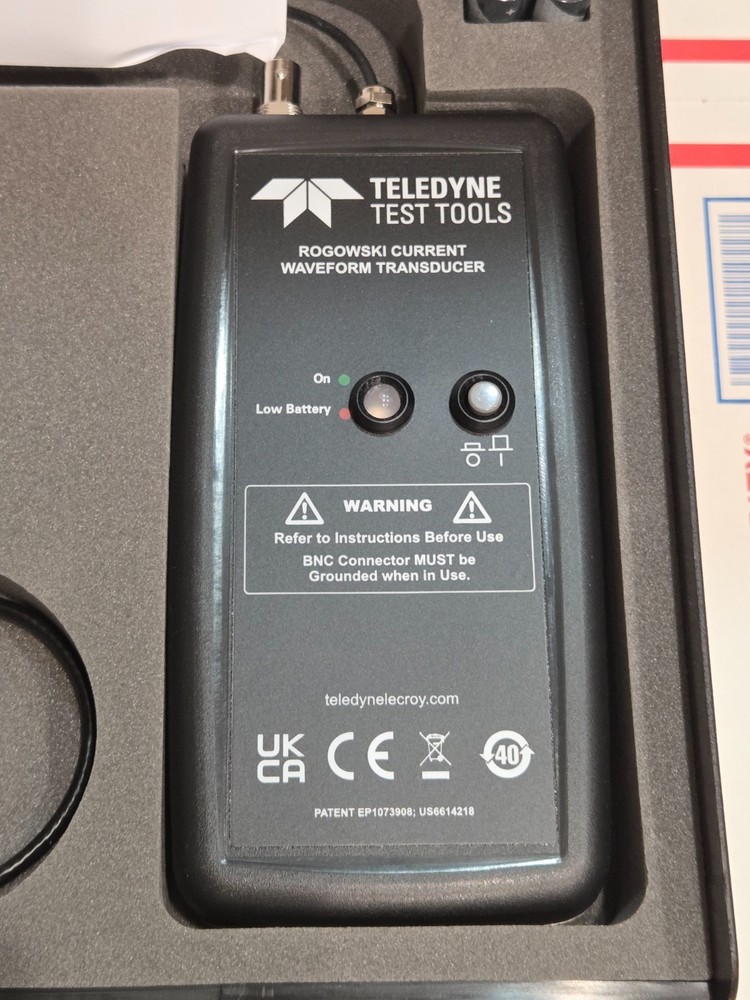 TELEDYNE
TEST TOOLS
ROGOWSKI CURRENT
WAVEFORM TRANSDUCER
On
Low Battery
WARNING
Refer to Instructions Before Use
BNC Connector MUST be
Grounded when in Use.
teledynelecroy.com
UK
CA
CE
40
PATENT EP1073908; US6614218